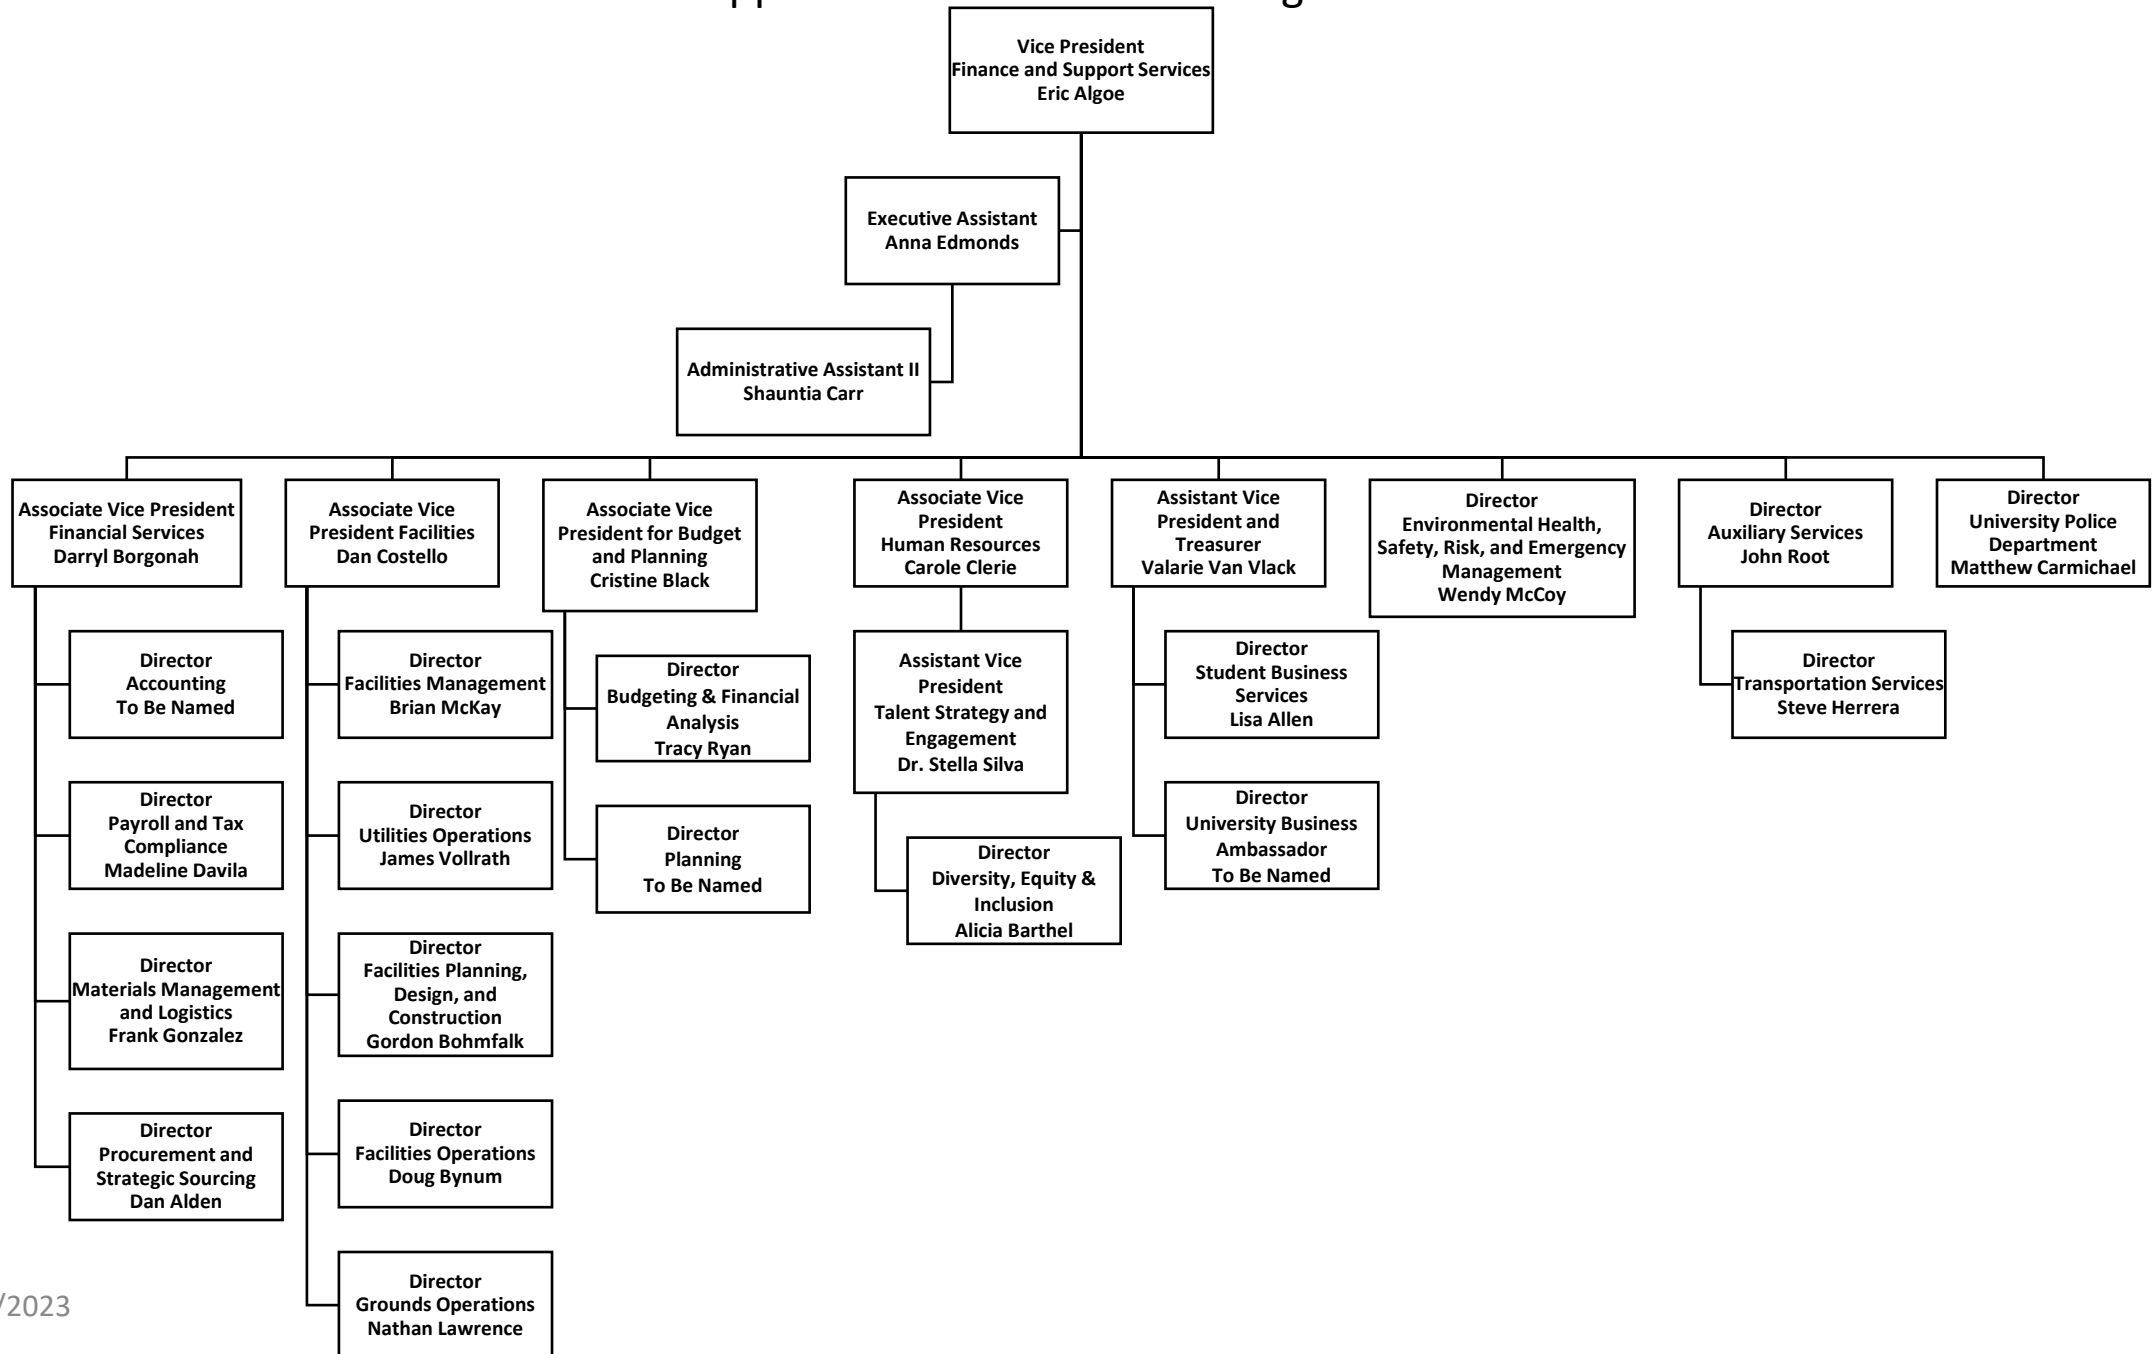 Vice President
Finance and Support Services
Eric Algoe
Executive Assistant
Anna Edmonds
Administrative Assistant II
Shauntia Carr
Associate Vice President
Financial Services
Darryl Borgonah
Associate Vice
President Facilities
Dan Costello
Associate Vice
President for Budget
and Planning
Cristine Black
Associate Vice
President
Human Resources
Carole Clerie
Assistant Vice
President and
Treasurer
Valarie Van Vlack
Director
Environmental Health,
Safety, Risk, and Emergency
Management
Wendy McCoy
Director
Auxiliary Services
John Root
Director
University Police
Department
Matthew Carmichael
Director
Accounting
To Be Named
Director
Payroll and Tax
Compliance
Madeline Davila
Director
Materials Management
and Logistics
Frank Gonzalez
Director
Procurement and
Strategic Sourcing
Dan Alden
Director
Facilities Management
Brian McKay
Director
Utilities Operations
James Vollrath
Director
Facilities Planning,
Design, and
Construction
Gordon Bohmfalk
Director
Facilities Operations
Doug Bynum
Director
Grounds Operations
Nathan Lawrence
Director
Budgeting & Financial
Analysis
Tracy Ryan
Director
Planning
To Be Named
Assistant Vice
President
Talent Strategy and
Engagement
Dr. Stella Silva
Director
Diversity, Equity &
Inclusion
Alicia Barthel
Director
Student Business
Services
Lisa Allen
Director
University Business
Ambassador
To Be Named
Director
Transportation Services
Steve Herrera
/2023